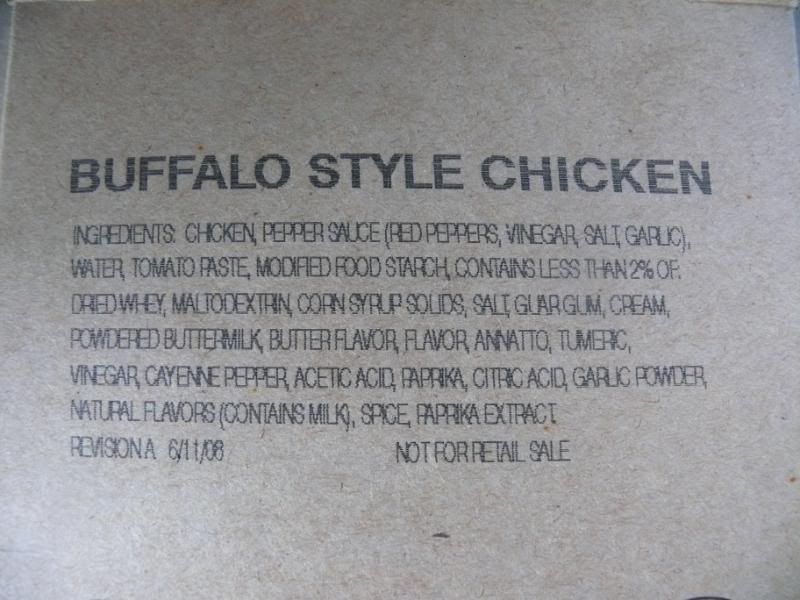 BUFFALO STYLE CHICKEN
INGREDIENTS: CHICKEN, PEPPER SAUCE (RED PEPPERS, VINEGAR, SALT, GARLIC),
WATER, TOMATO PASTE, MODIFIED FOOD STARCH, CONTAINS LESS THAN 2% OF:
DRIED WHEY, MALTODEXTRIN, CORN SYRUP SOLIDS, SALT, GUAR GUM, CREAM,
POWDERED BUTTERMILK, BUTTER FLAVOR, FLAVOR, ANNATTO, TUMERIC,
VINEGAR, CAYENNE PEPPER, ACETIC ACID, PAPRIKA, CITRIC ACID, GARLIC POWDER,
NATURAL FLAVORS (CONTAINS MILK), SPICE, PAPRIKA EXTRACT.
REVISION A 6/11/08 NOT FOR RETAIL SALE